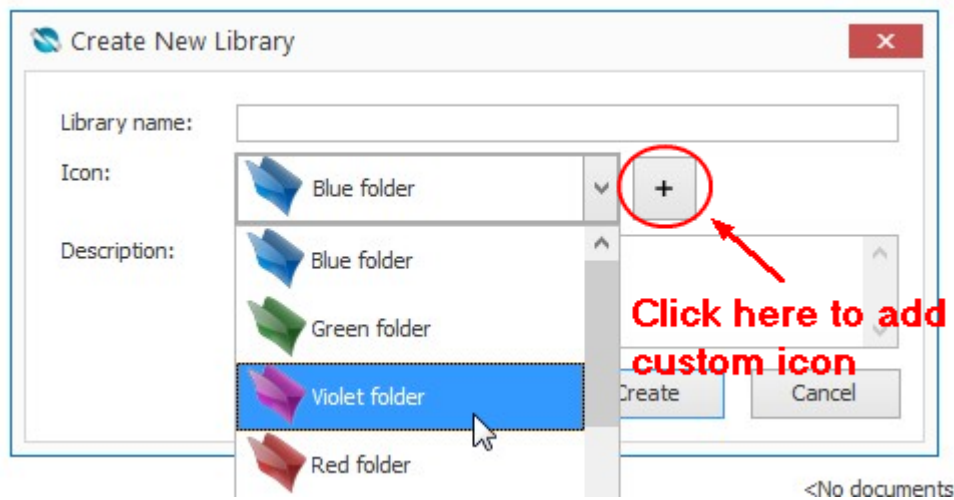 Create New Library
Library name:
Icon:
Blue folder
+
Description:
Blue folder
Green folder
Violet folder
Red folder
Click here to add
custom icon
Create
Cancel
<No documents